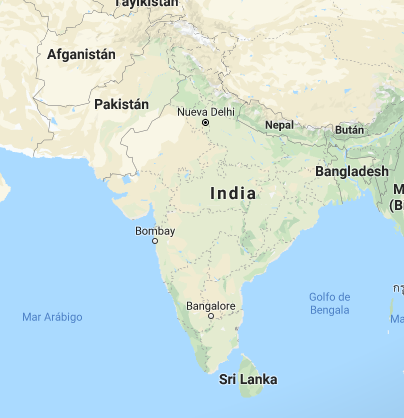 Tayikistán
Afganistán
Pakistán
Nueva Delhi
Nepal
Bután
Bangladesh
India
Bombay
Bangalore
Golfo de
Bengala
Mar Arábigo
Sri Lanka